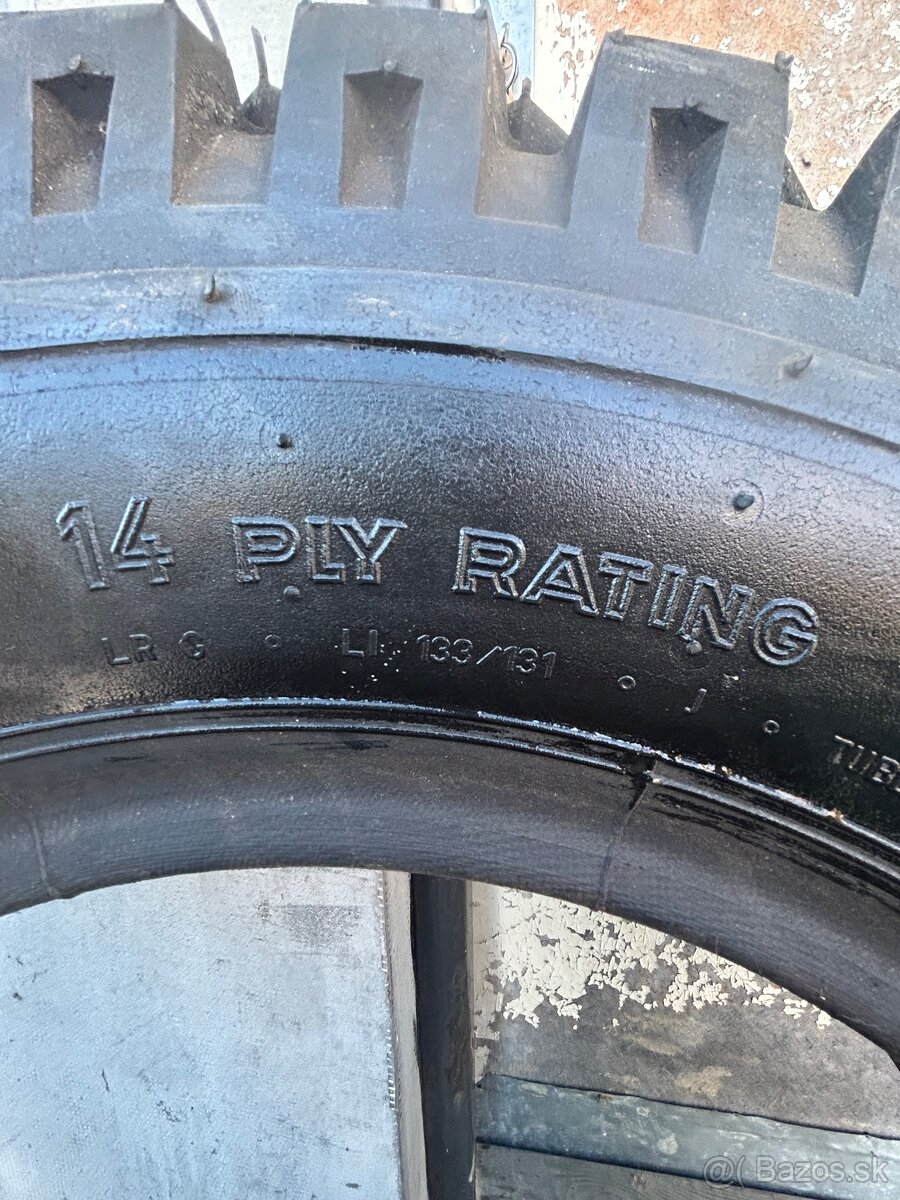 14 PLY RATING
LR G ° LI 133/131 ° J °
@( Bazos.sk